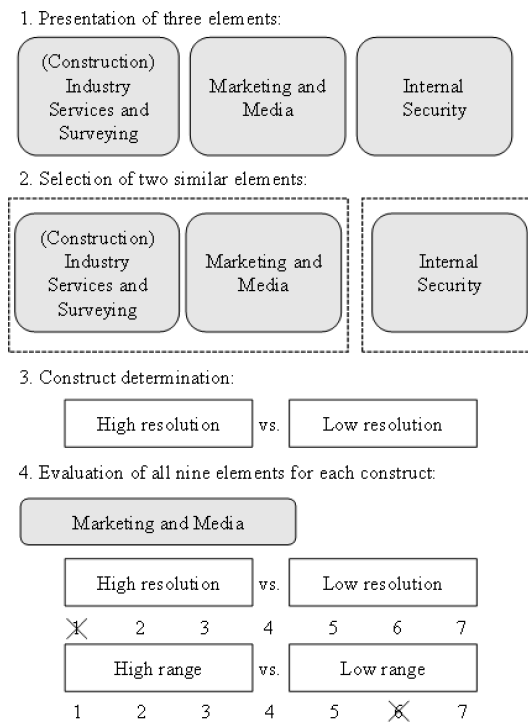 1. Presentation of three elements:
(Construction)
Industry
Services and
Surveying
Marketing and
Media
Internal
Security
2. Selection of two similar elements:
(Construction)
Industry
Services and
Surveying
Marketing and
Media
Internal
Security
3. Construct determination:
High resolution vs. Low resolution
4. Evaluation of all nine elements for each construct:
Marketing and Media
High resolution vs. Low resolution
1 2 3 4 5 6 7
High range vs. Low range
1 2 3 4 5 6 7